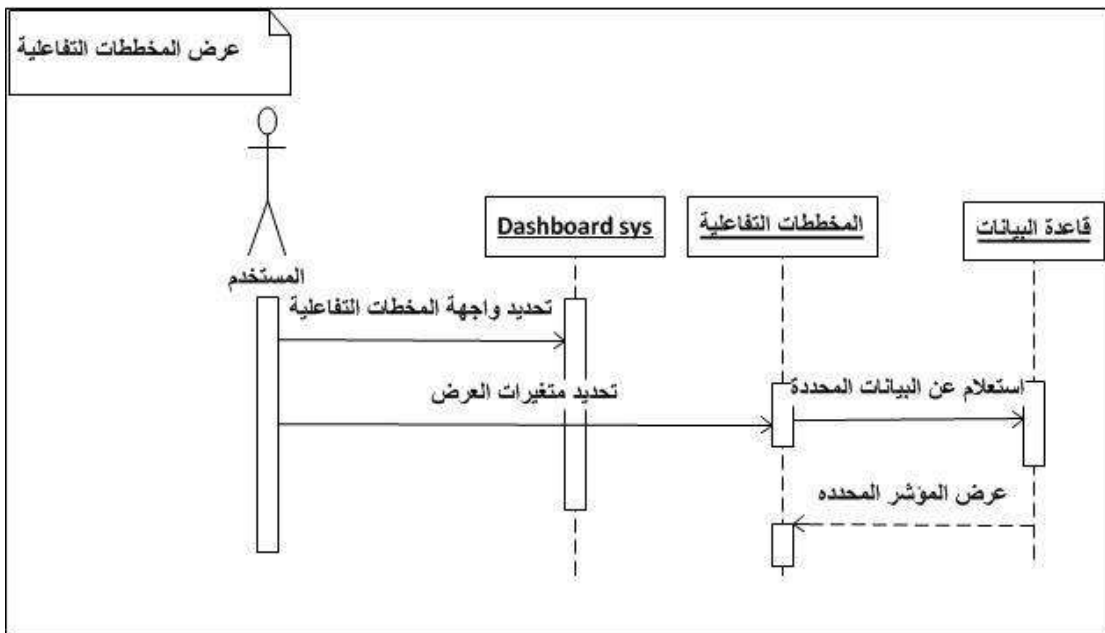 عرض المخططات التفاعلية
Dashboard sys
المخططات التفاعلية
قاعدة البيانات
المستخدم
تحديد واجهة المخطات التفاعلية
تحديد متغيرات العرض
استعلام عن البيانات المحددة
عرض المؤشر المحدده